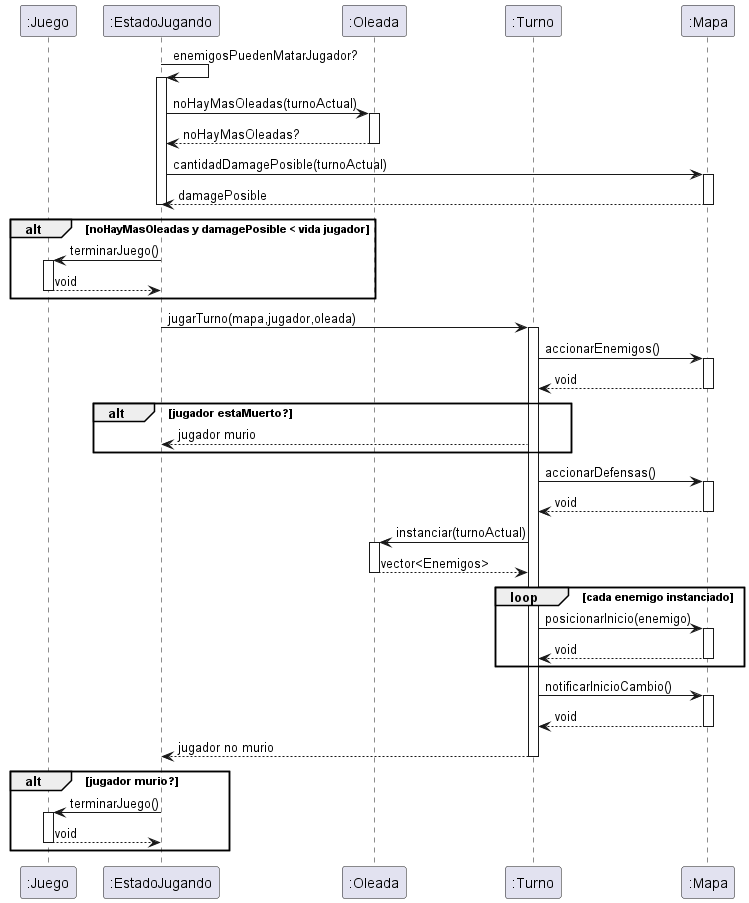 :Juego
:EstadoJugando
:Oleada
:Turno
:Mapa
enemigosPuedenMatarJugador?
noHayMasOleadas(turnoActual)
noHayMasOleadas?
cantidadDamagePosible(turnoActual)
damagePosible
alt [noHayMasOleadas y damagePosible < vida jugador]
terminarJuego()
void
jugarTurno(mapa,jugador,oleada)
accionarEnemigos()
void
alt [jugador estaMuerto?]
jugador murio
accionarDefensas()
void
instanciar(turnoActual)
vector<Enemigos>
loop [cada enemigo instanciado]
posicionarInicio(enemigo)
void
notificarInicioCambio()
void
jugador no murio
alt [jugador murio?]
terminarJuego()
void
:Juego
:EstadoJugando
:Oleada
:Turno
:Mapa